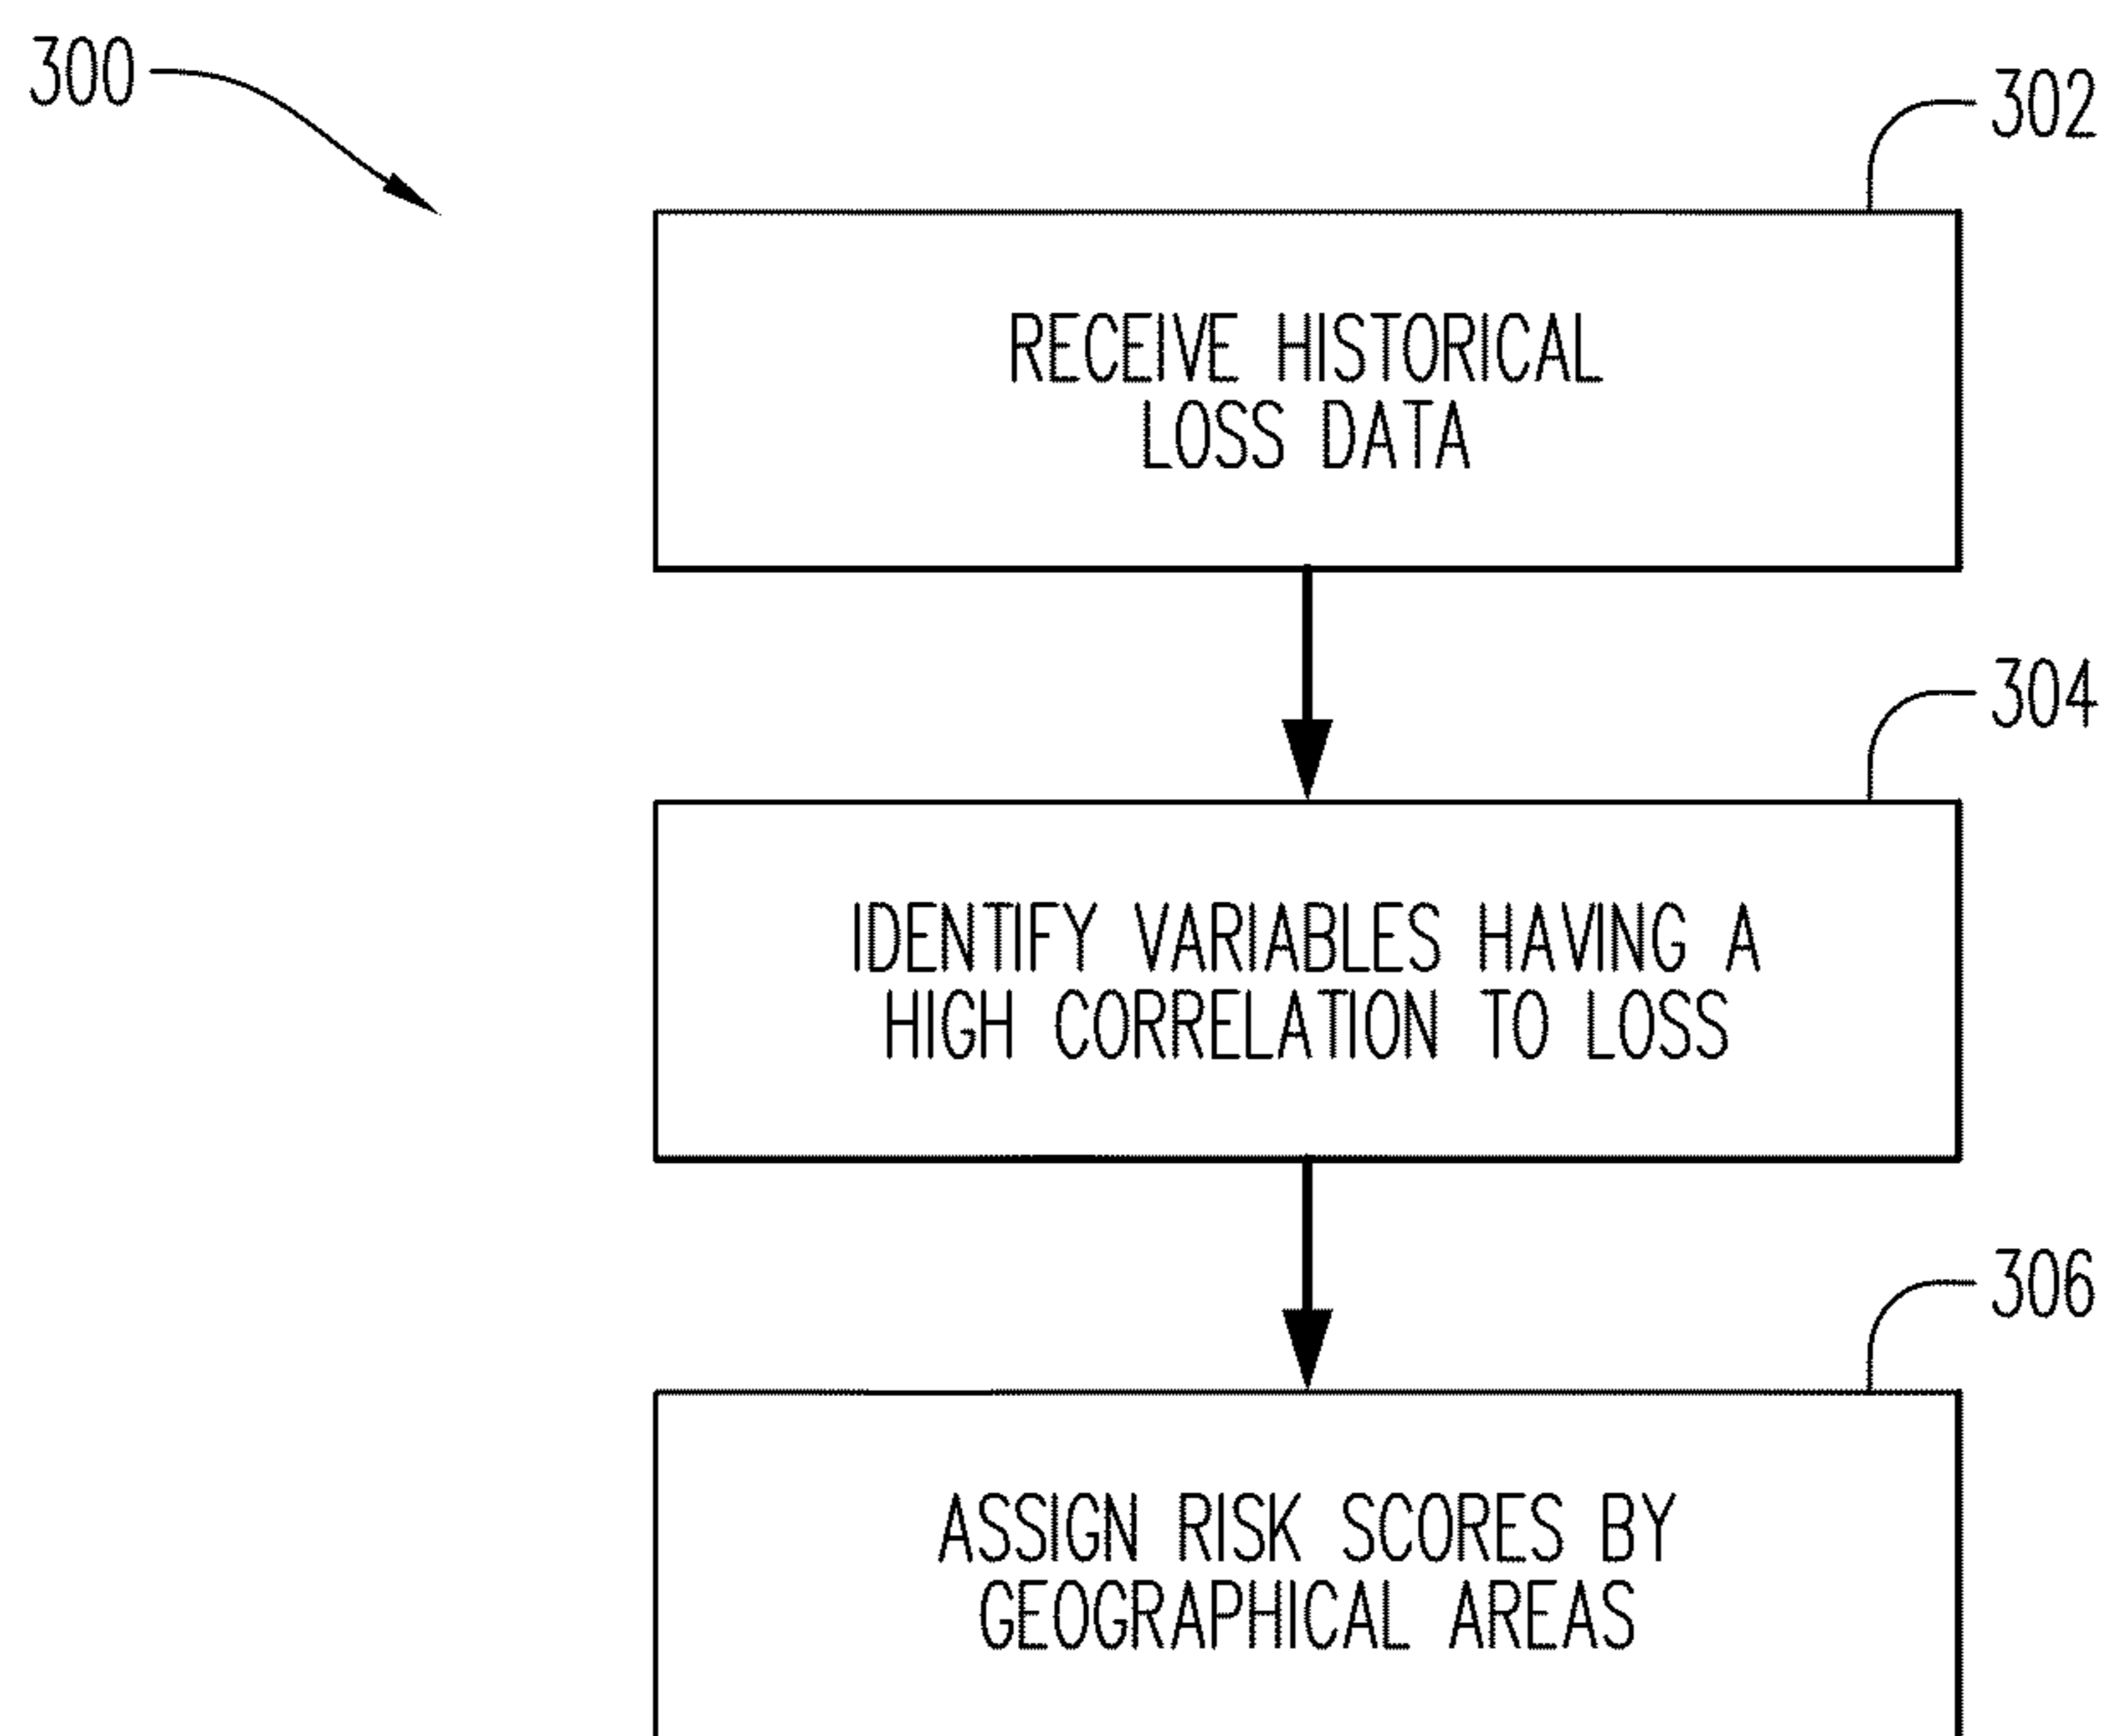 300
302
RECEIVE HISTORICAL
LOSS DATA
304
IDENTIFY VARIABLES HAVING A
HIGH CORRELATION TO LOSS
306
ASSIGN RISK SCORES BY
GEOGRAPHICAL AREAS